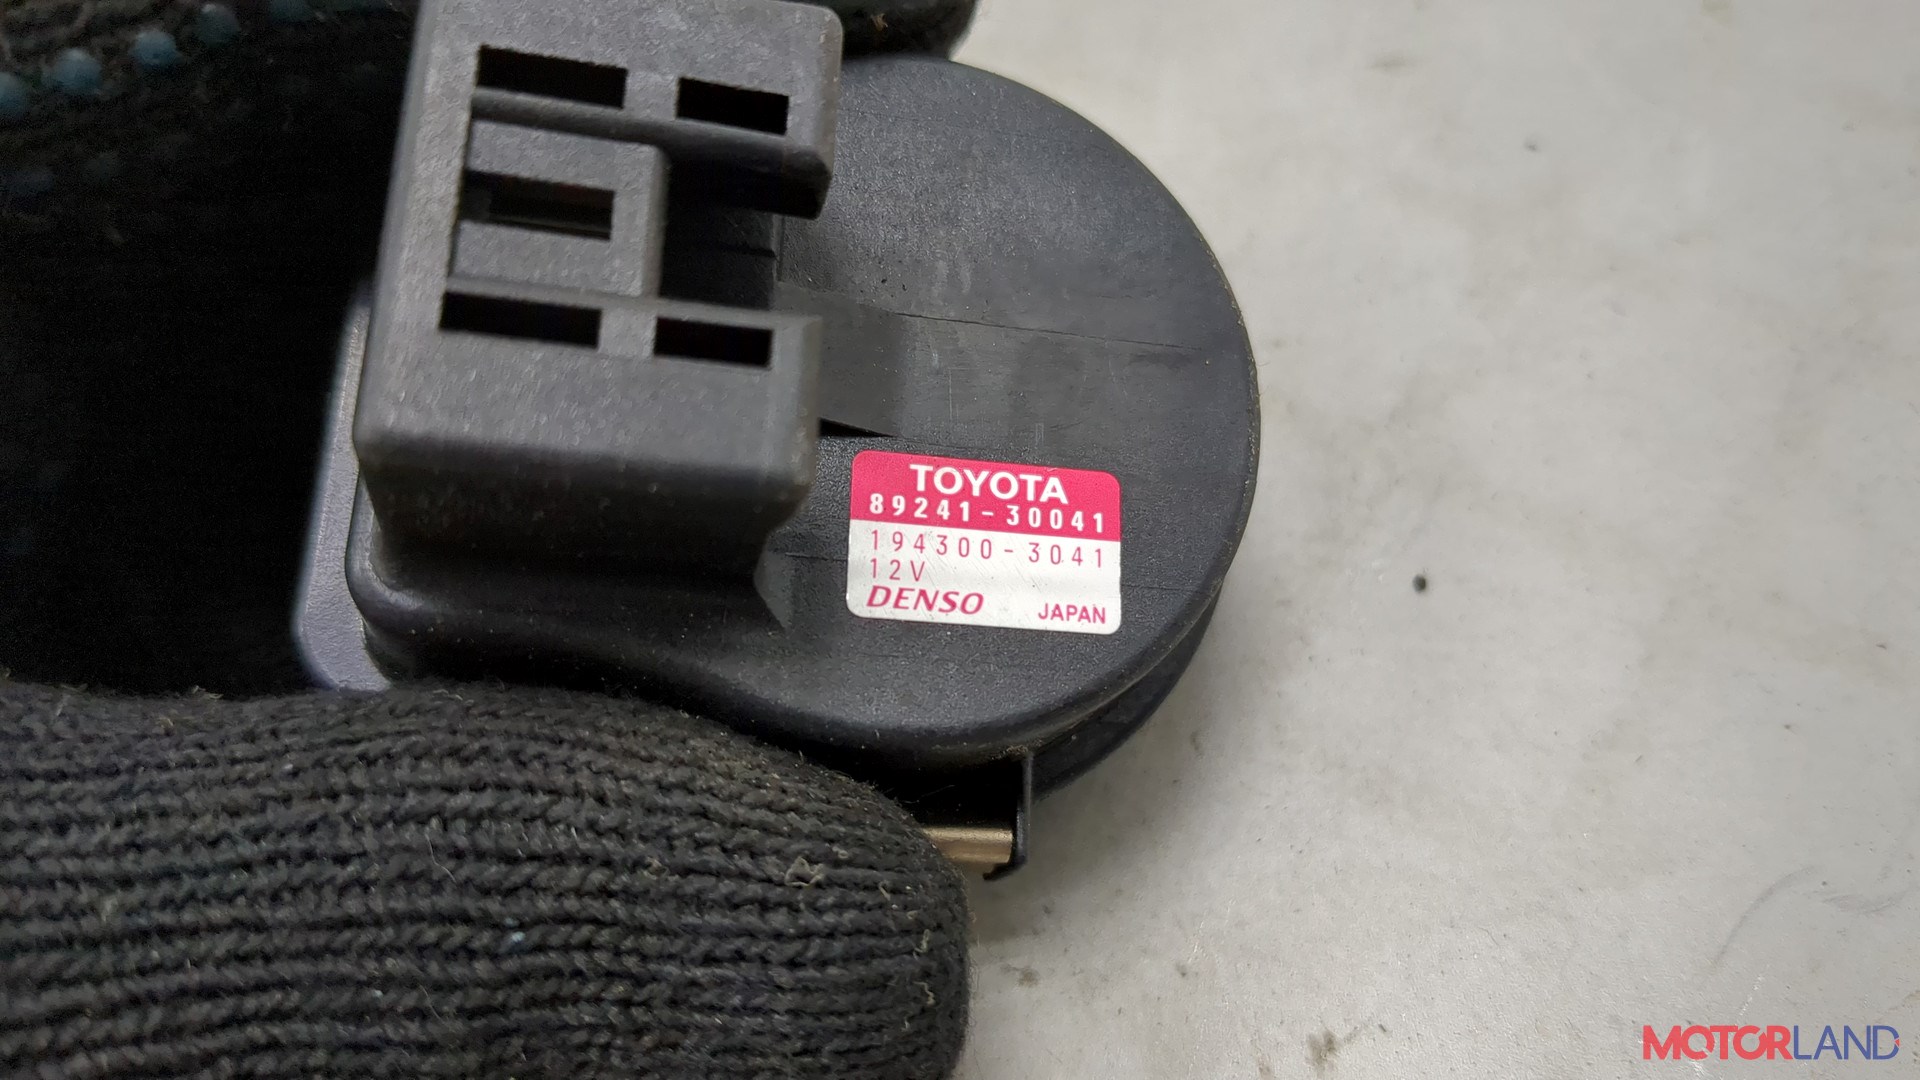 TOYOTA
89241-30041
194300-3041
12V
DENSO JAPAN
MOTORLAND